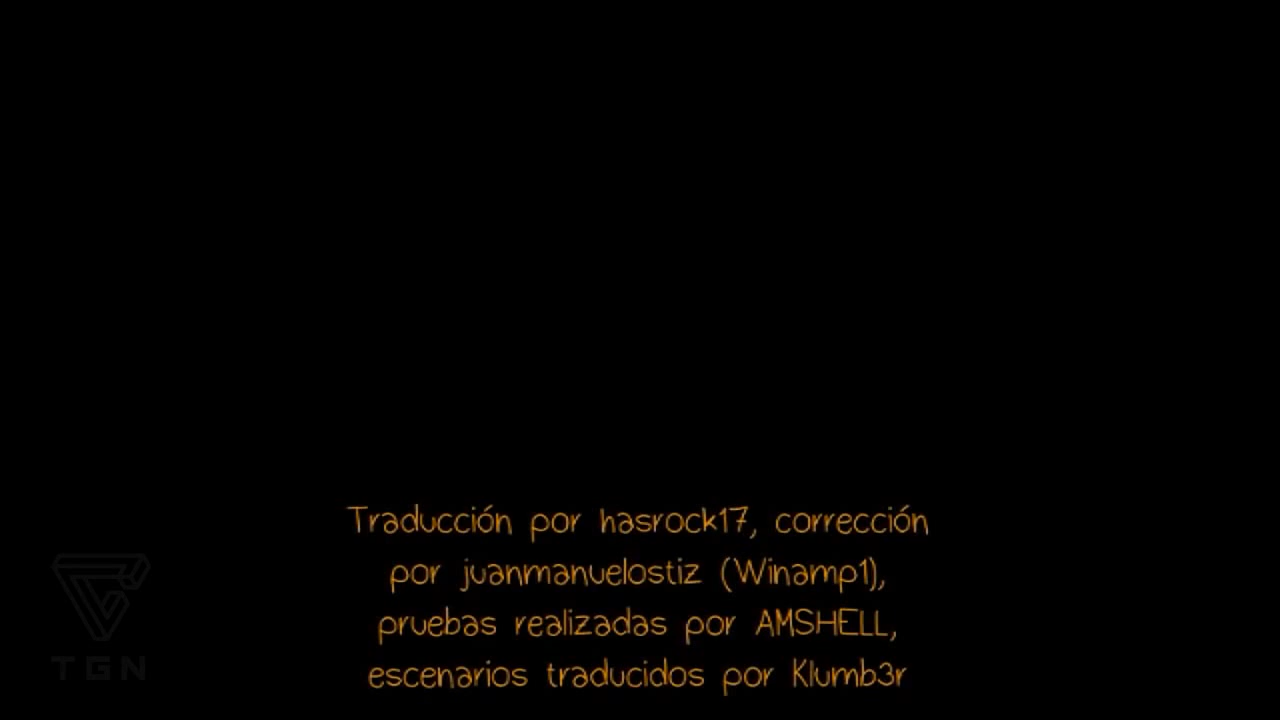 Traducción por hasrock17, corrección
por juanmanuelostiz (Winamp1),
pruebas realizadas por AMSHELL,
escenarios traducidos por Klumb3r
TGN